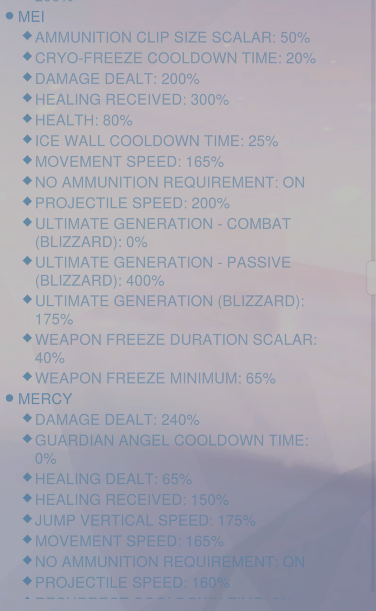 ● MEI
◆ AMMUNITION CLIP SIZE SCALAR: 50%
◆ CRYO-FREEZE COOLDOWN TIME: 20%
◆ DAMAGE DEALT: 200%
◆ HEALING RECEIVED: 300%
◆ HEALTH: 80%
◆ ICE WALL COOLDOWN TIME: 25%
◆ MOVEMENT SPEED: 165%
◆ NO AMMUNITION REQUIREMENT: ON
◆ PROJECTILE SPEED: 200%
◆ ULTIMATE GENERATION - COMBAT
(BLIZZARD): 0%
◆ ULTIMATE GENERATION - PASSIVE
(BLIZZARD): 400%
◆ ULTIMATE GENERATION (BLIZZARD):
175%
◆ WEAPON FREEZE DURATION SCALAR:
40%
◆ WEAPON FREEZE MINIMUM: 65%
● MERCY
◆ DAMAGE DEALT: 240%
◆ GUARDIAN ANGEL COOLDOWN TIME:
0%
◆ HEALING DEALT: 65%
◆ HEALING RECEIVED: 150%
◆ JUMP VERTICAL SPEED: 175%
◆ MOVEMENT SPEED: 165%
◆ NO AMMUNITION REQUIREMENT: ON
◆ PROJECTILE SPEED: 160%